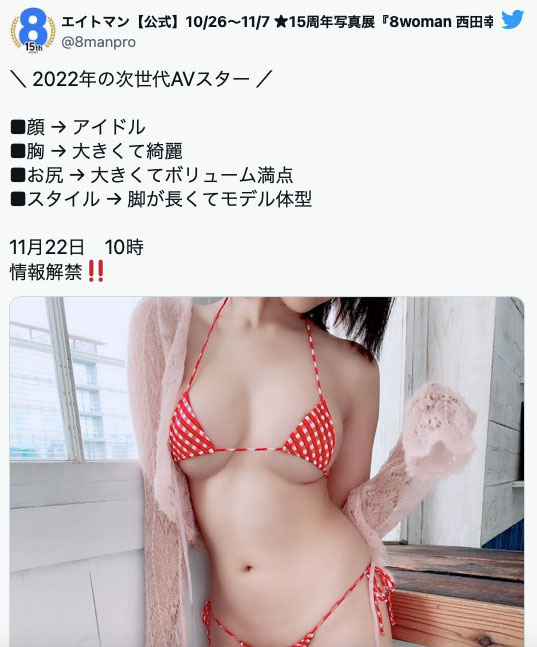 エイトマン【公式】10/26〜11/7 ★15周年写真展『8woman 西田幸
@8manpro
8
15th
＼ 2022年の次世代AVスター ／
■顔 → アイドル
■胸 → 大きくて綺麗
■お尻 → 大きくてボリューム満点
■スタイル → 脚が長くてモデル体型
11月22日　10時
情報解禁‼️